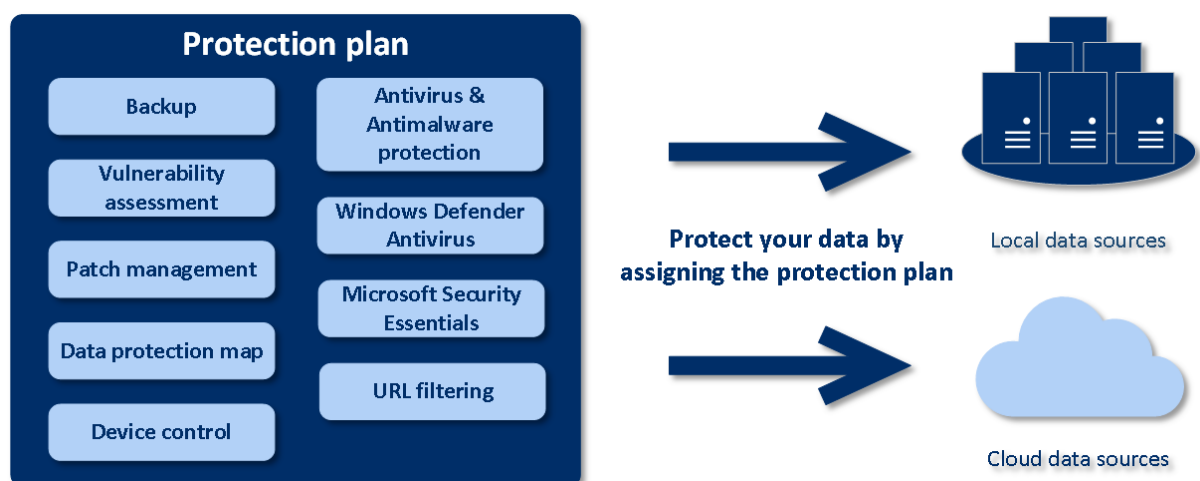 Protection plan
Backup
Vulnerability
assessment
Patch management
Data protection map
Device control
Antivirus &
Antimalware
protection
Windows Defender
Antivirus
Microsoft Security
Essentials
URL filtering
Protect your data by
assigning the protection plan
Local data sources
Cloud data sources